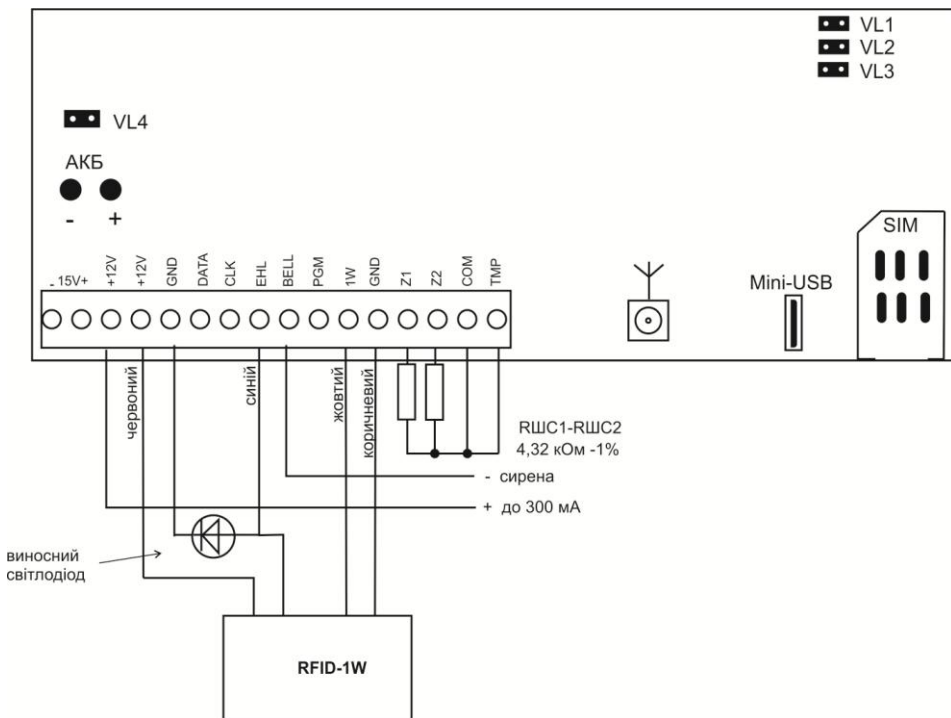 VL1
VL2
VL3
VL4
АКБ
- +
SIM
Mini-USB
- 15V+
+12V
+12V
GND
DATA
CLK
EHL
BELL
PGM
1W
GND
Z1
Z2
COM
TMP
червоний
синій
жовтий
коричневий
RШС1-RШС2
4,32 кОм -1%
- сирена
+ до 300 мА
виносний
світлодіод
RFID-1W